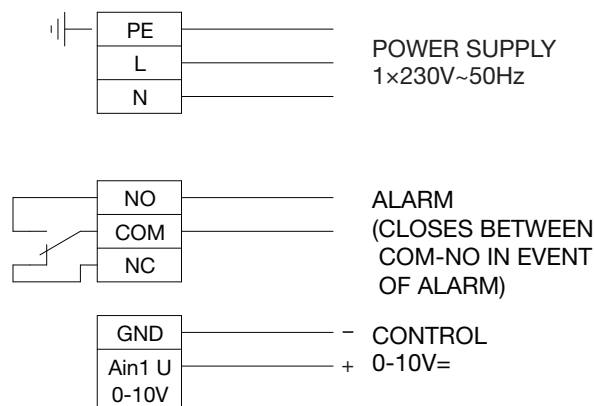 PE
L
N
POWER SUPPLY
1×230V~50Hz
NO
COM
NC
ALARM
(CLOSES BETWEEN
COM-NO IN EVENT
OF ALARM)
GND
Ain1 U
0-10V
− CONTROL
+ 0-10V=